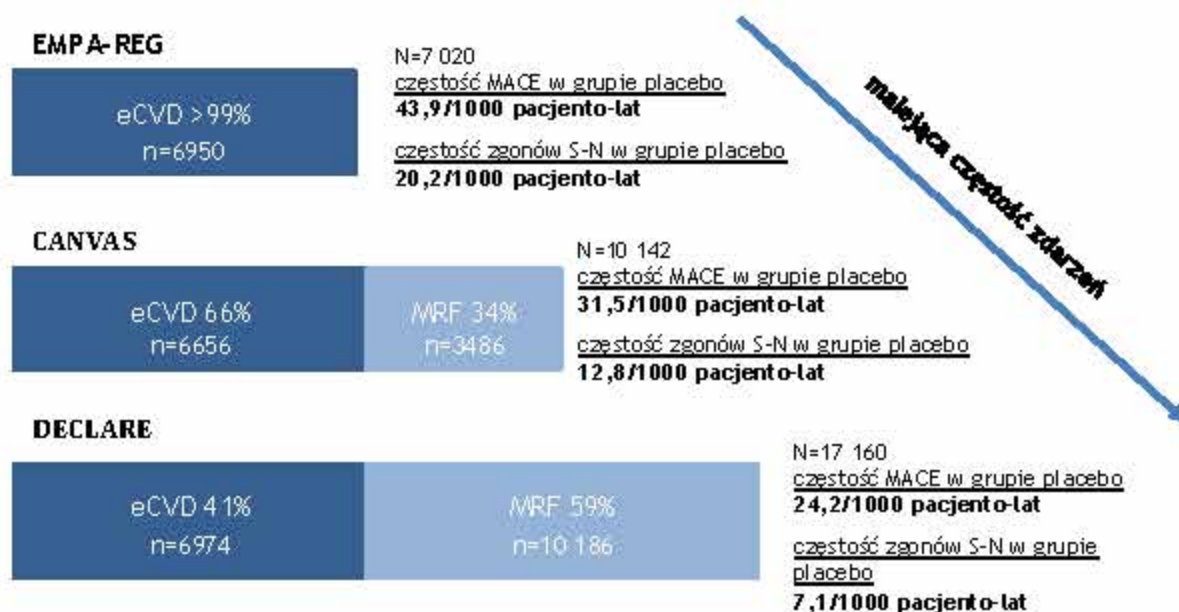 EMPA-REG
eCVD >99%
n=6950
N=7 020
częstość MACE w grupie placebo
43,9/1000 pacjento-lat
częstość zgonów S-N w grupie placebo
20,2/1000 pacjento-lat
malejąca częstość zdarzeń
CANVAS
eCVD 66%
n=6656
MRF 34%
n=3486
N=10 142
częstość MACE w grupie placebo
31,5/1000 pacjento-lat
częstość zgonów S-N w grupie placebo
12,8/1000 pacjento-lat
DECLARE
eCVD 41%
n=6974
MRF 59%
n=10 186
N=17 160
częstość MACE w grupie placebo
24,2/1000 pacjento-lat
częstość zgonów S-N w grupie
placebo
7,1/1000 pacjento-lat